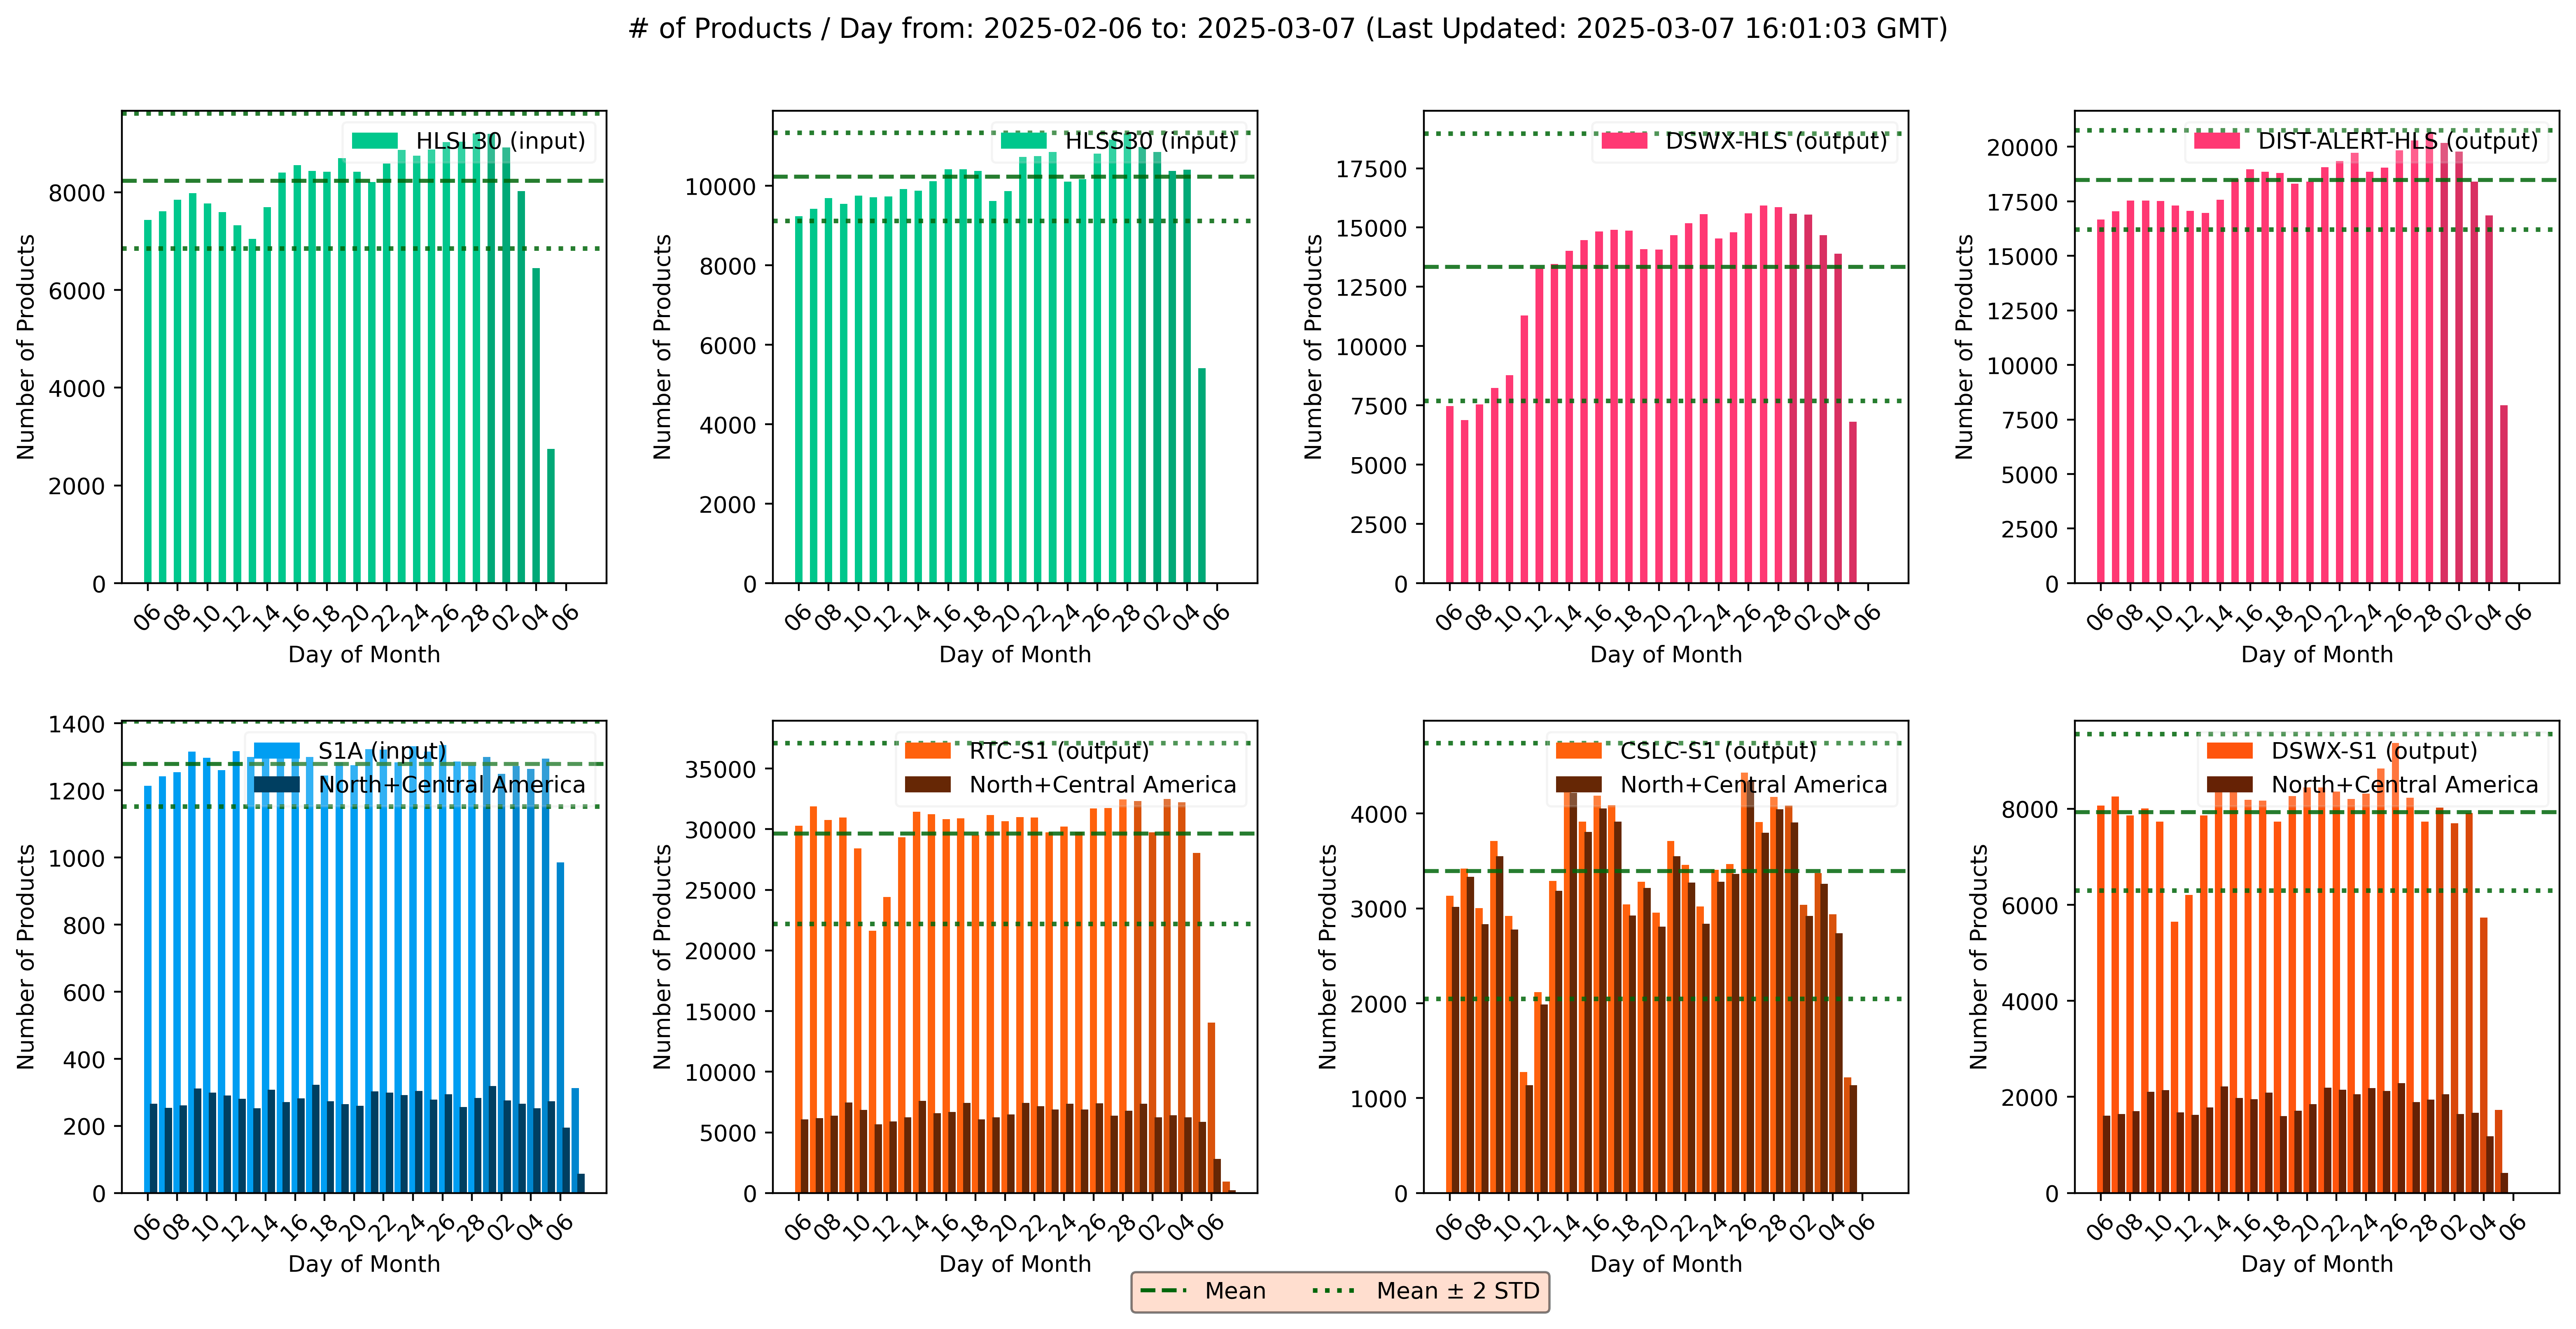 # of Products / Day from: 2025-02-06 to: 2025-03-07 (Last Updated: 2025-03-07 16:01:03 GMT)
HLSL30 (input)
Number of Products
8000
6000
4000
2000
0
06 08 10 12 14 16 18 20 22 24 26 28 02 04 06
Day of Month
HLSS30 (input)
Number of Products
10000
8000
6000
4000
2000
0
06 08 10 12 14 16 18 20 22 24 26 28 02 04 06
Day of Month
DSWX-HLS (output)
Number of Products
17500
15000
12500
10000
7500
5000
2500
0
06 08 10 12 14 16 18 20 22 24 26 28 02 04 06
Day of Month
DIST-ALERT-HLS (output)
Number of Products
20000
17500
15000
12500
10000
7500
5000
2500
0
06 08 10 12 14 16 18 20 22 24 26 28 02 04 06
Day of Month
S1A (input)
North+Central America
Number of Products
1400
1200
1000
800
600
400
200
0
06 08 10 12 14 16 18 20 22 24 26 28 02 04 06
Day of Month
RTC-S1 (output)
North+Central America
Number of Products
35000
30000
25000
20000
15000
10000
5000
0
06 08 10 12 14 16 18 20 22 24 26 28 02 04 06
Day of Month
CSLC-S1 (output)
North+Central America
Number of Products
4000
3000
2000
1000
0
06 08 10 12 14 16 18 20 22 24 26 28 02 04 06
Day of Month
DSWX-S1 (output)
North+Central America
Number of Products
8000
6000
4000
2000
0
06 08 10 12 14 16 18 20 22 24 26 28 02 04 06
Day of Month
Mean
Mean ± 2 STD